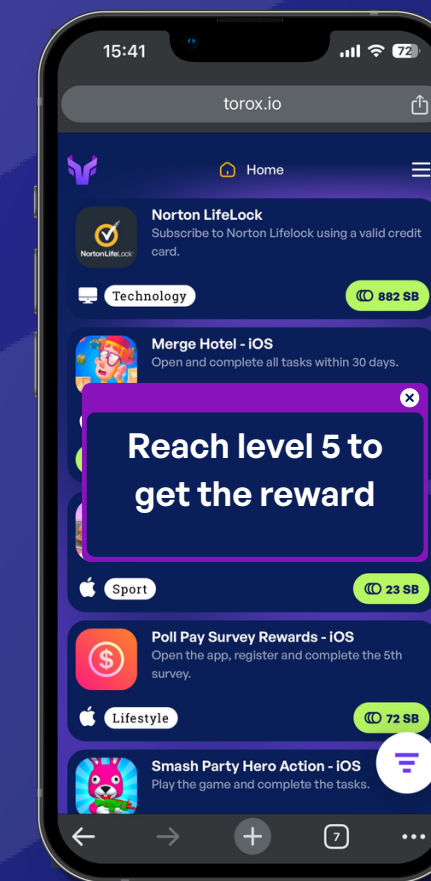 15:41
72
torox.io
Home
Norton LifeLock
Subscribe to Norton Lifelock using a valid credit
card.
NortonLifeLock
Technology
882 SB
Merge Hotel - iOS
Open and complete all tasks within 30 days.
Reach level 5 to
get the reward
Sport
23 SB
Poll Pay Survey Rewards - iOS
Open the app, register and complete the 5th
survey.
Lifestyle
72 SB
Smash Party Hero Action - iOS
Play the game and complete the tasks.
7